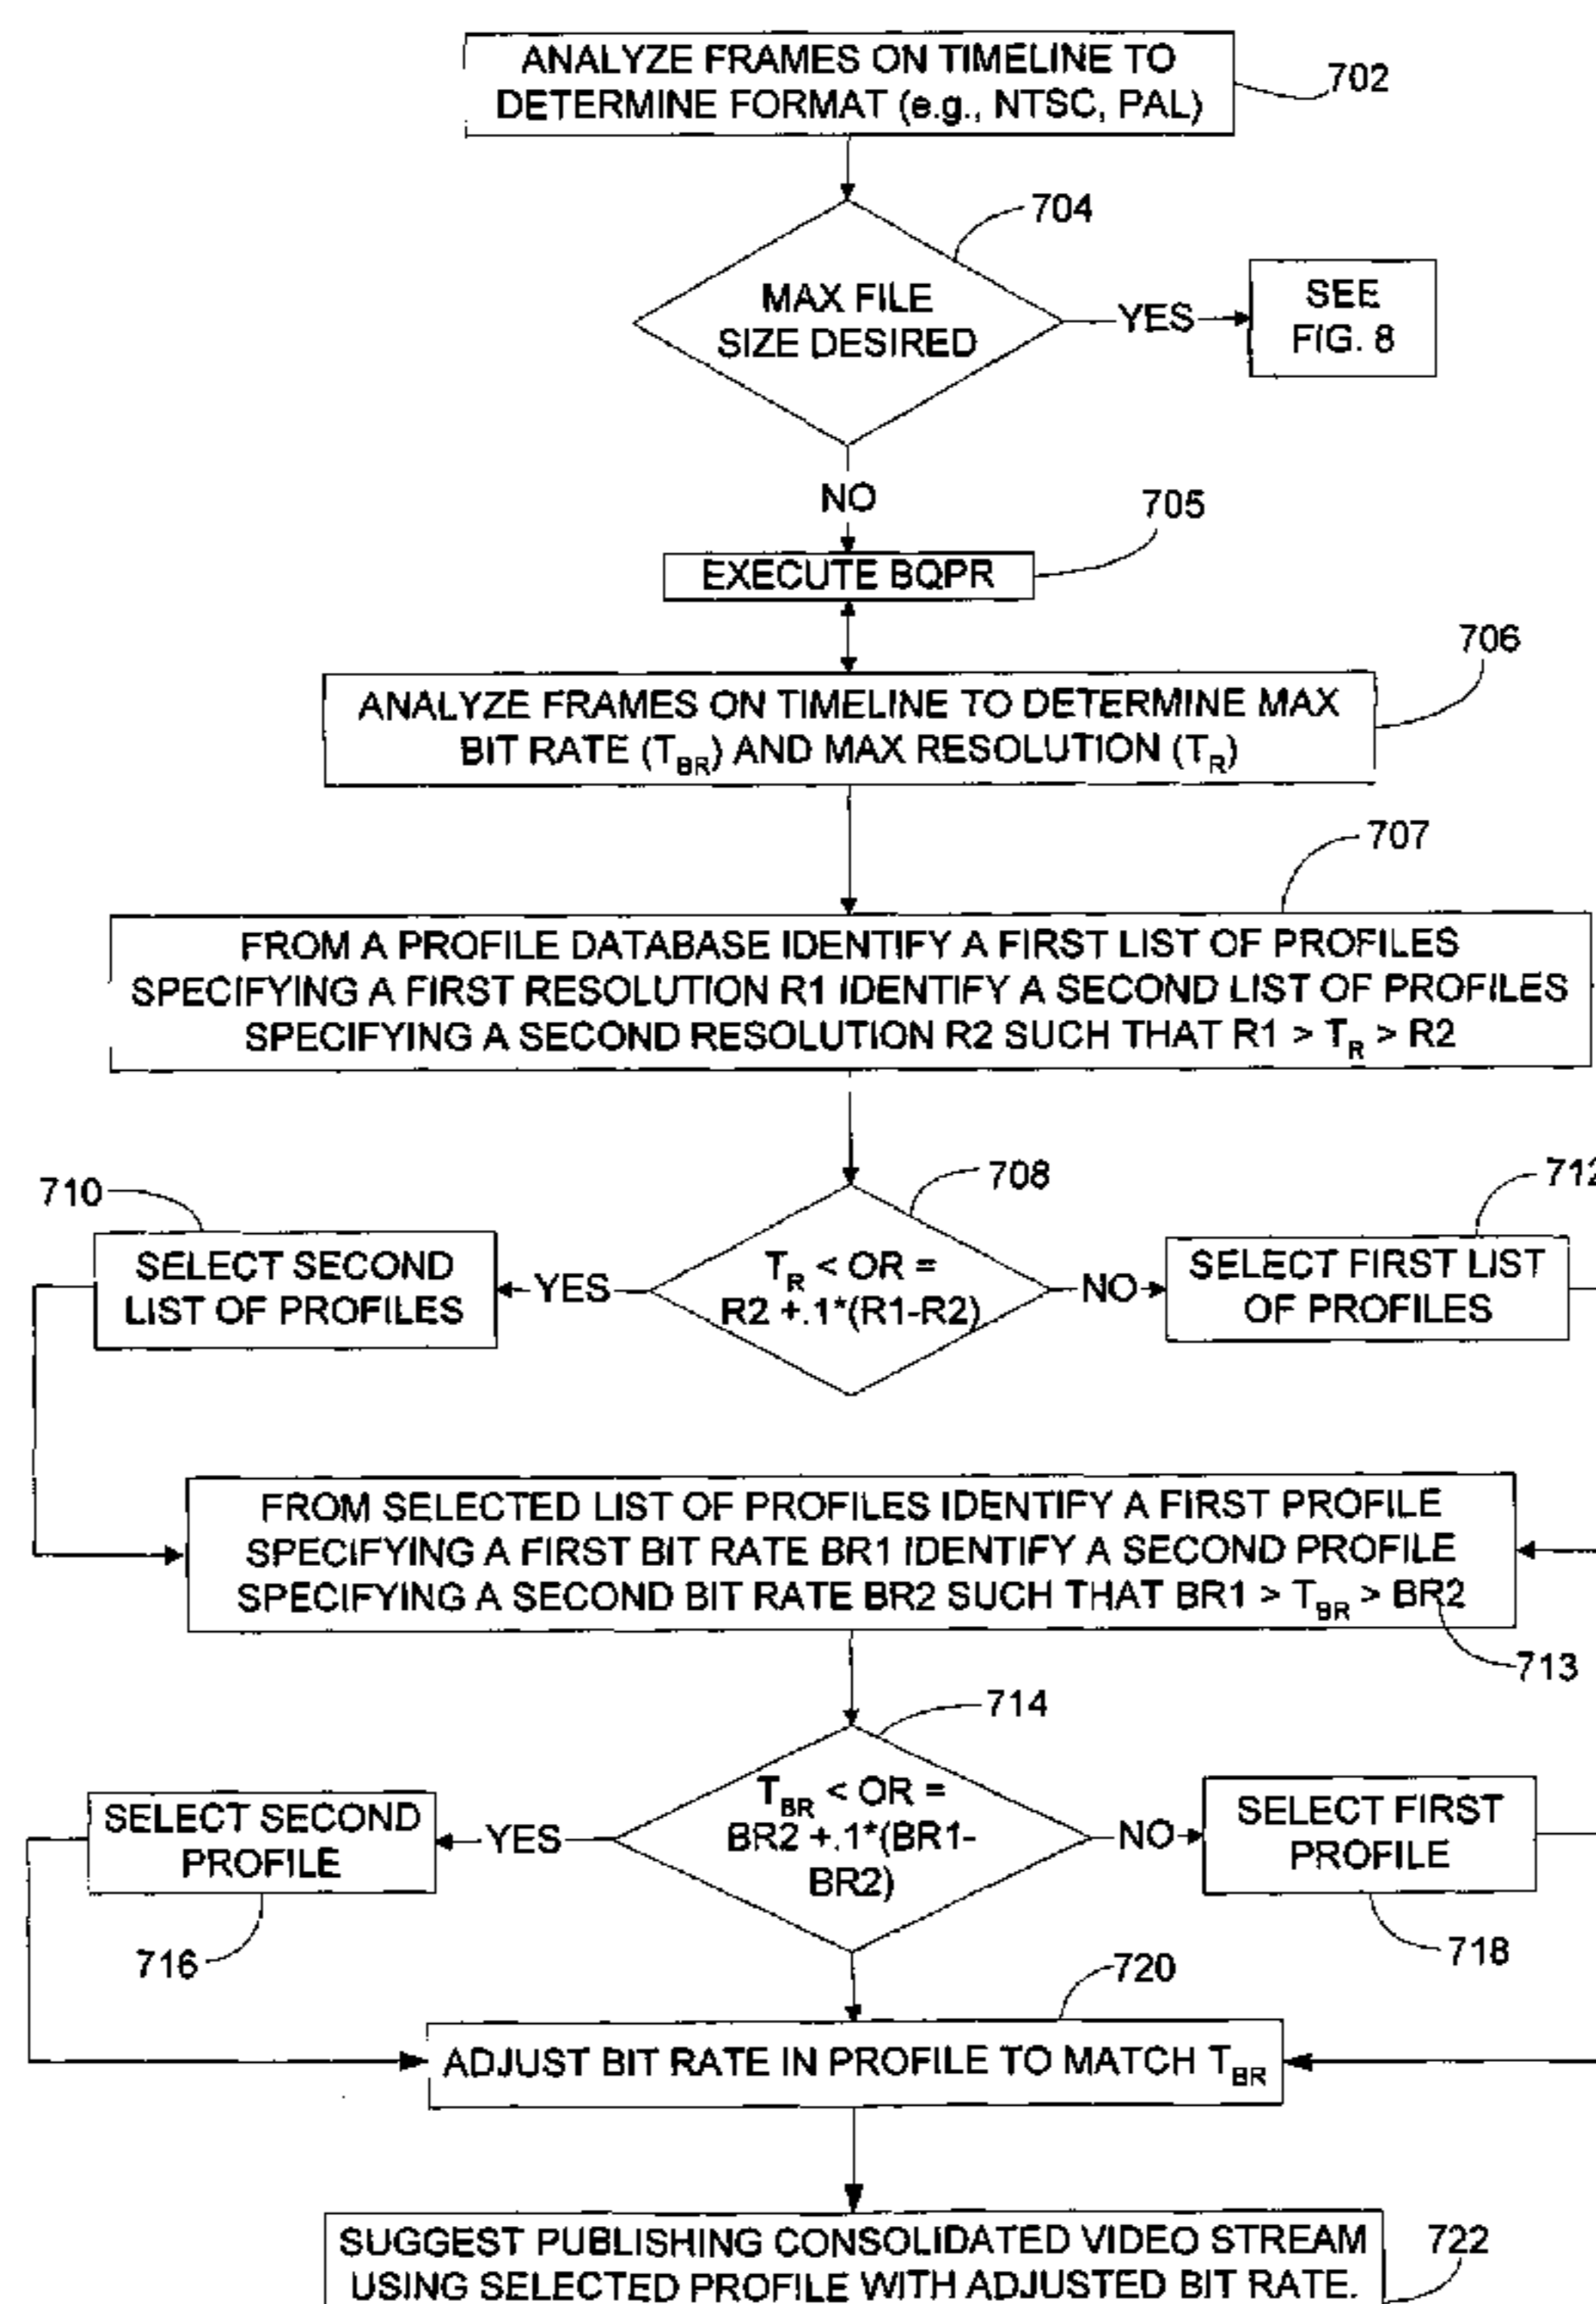 ANALYZE FRAMES ON TIMELINE TO
DETERMINE FORMAT (e.g., NTSC, PAL)
702
704
MAX FILE
SIZE DESIRED
YES
SEE
FIG. 8
NO
705
EXECUTE BQPR
706
ANALYZE FRAMES ON TIMELINE TO DETERMINE MAX
BIT RATE (TBR) AND MAX RESOLUTION (TR)
707
FROM A PROFILE DATABASE IDENTIFY A FIRST LIST OF PROFILES
SPECIFYING A FIRST RESOLUTION R1 IDENTIFY A SECOND LIST OF PROFILES
SPECIFYING A SECOND RESOLUTION R2 SUCH THAT R1 > TR > R2
710
708
712
SELECT SECOND
LIST OF PROFILES
YES
TR < OR =
R2 +.1*(R1-R2)
NO
SELECT FIRST LIST
OF PROFILES
FROM SELECTED LIST OF PROFILES IDENTIFY A FIRST PROFILE
SPECIFYING A FIRST BIT RATE BR1 IDENTIFY A SECOND PROFILE
SPECIFYING A SECOND BIT RATE BR2 SUCH THAT BR1 > TBR > BR2
713
714
SELECT SECOND
PROFILE
YES
TBR < OR =
BR2 +.1*(BR1-
BR2)
NO
SELECT FIRST
PROFILE
716
718
720
ADJUST BIT RATE IN PROFILE TO MATCH TBR
SUGGEST PUBLISHING CONSOLIDATED VIDEO STREAM
USING SELECTED PROFILE WITH ADJUSTED BIT RATE.
722